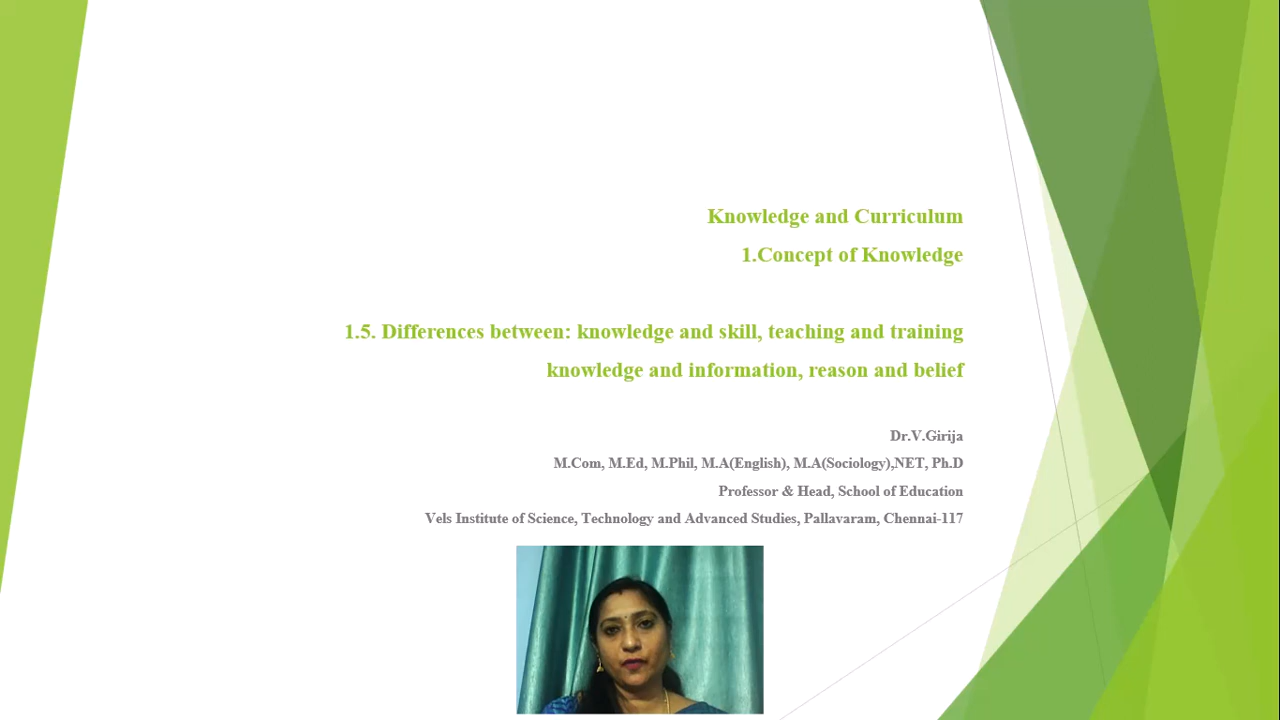 Knowledge and Curriculum
1.Concept of Knowledge
1.5. Differences between: knowledge and skill, teaching and training
knowledge and information, reason and belief
Dr.V.Girija
M.Com, M.Ed, M.Phil, M.A(English), M.A(Sociology),NET, Ph.D
Professor & Head, School of Education
Vels Institute of Science, Technology and Advanced Studies, Pallavaram, Chennai-117